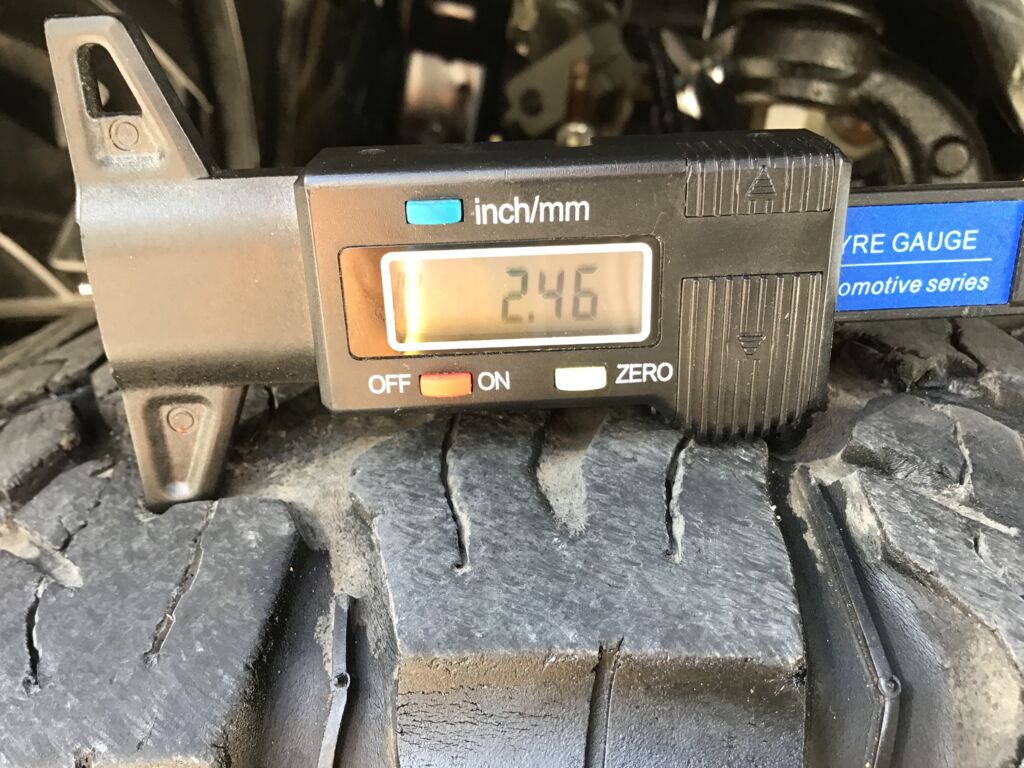 inch/mm
2.46
OFF ON ZERO
YRE GAUGE
omotive series